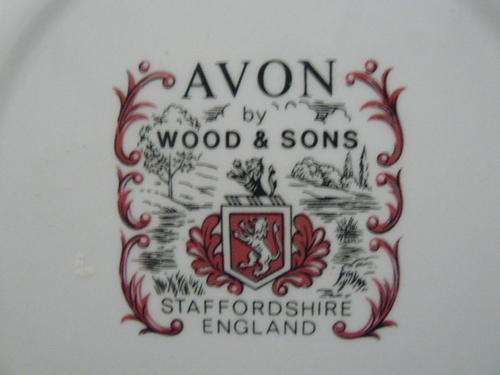 AVON
by
WOOD & SONS
STAFFORDSHIRE
ENGLAND